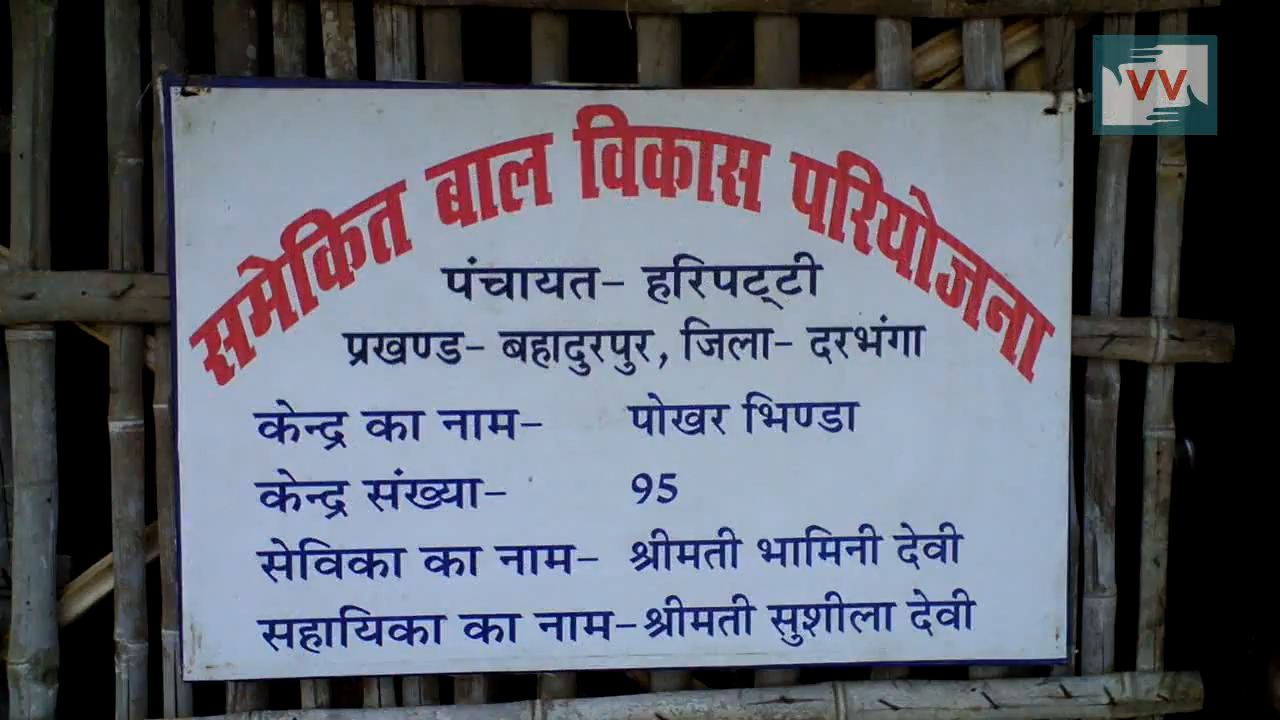 VV
समेकित बाल विकास परियोजना
पंचायत- हरिपट्टी
प्रखण्ड- बहादुरपुर, जिला- दरभंगा
केन्द्र का नाम- पोखर भिण्डा
केन्द्र संख्या- 95
सेविका का नाम- श्रीमती भामिनी देवी
सहायिका का नाम- श्रीमती सुशीला देवी